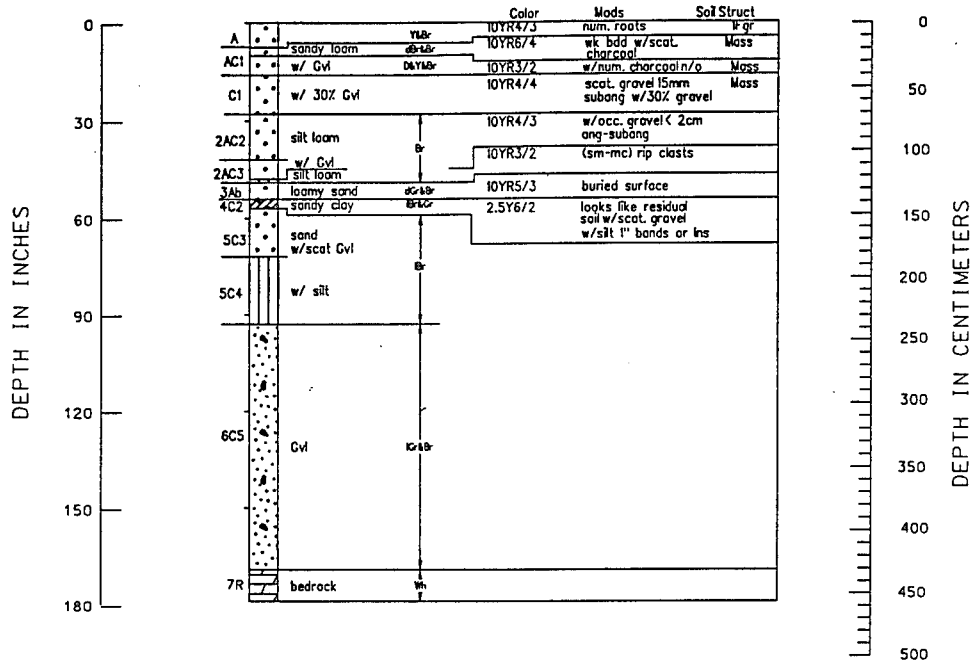 Color Mods Soil Struct
A Y&Br 10YR4/3 num. roots 1f gr
sandy loam dBr&Br 10YR6/4 wk bdd w/scat. Mass
charcoal
AC1 w/ Gvl D&Y&Br 10YR3/2 w/num. charcoal n/o Mass
C1 w/ 30% Gvl 10YR4/4 scat. gravel 15mm Mass
subang w/30% gravel
2AC2 silt loam Br 10YR4/3 w/occ. gravel < 2cm
ang-subang
w/ Gvl 10YR3/2 (sm-mc) rip clasts
2AC3 silt loam
3Ab loamy sand dGr&Br 10YR5/3 buried surface
4C2 sandy clay lBr&Gr 2.5Y6/2 looks like residual
soil w/scat. gravel
w/silt 1" bands or lns
5C3 sand
w/scat Gvl lBr
5C4 w/ silt
6C5 Gvl lGr&Br
7R bedrock Wh
DEPTH IN INCHES
0
30
60
90
120
150
180
DEPTH IN CENTIMETERS
0
50
100
150
200
250
300
350
400
450
500